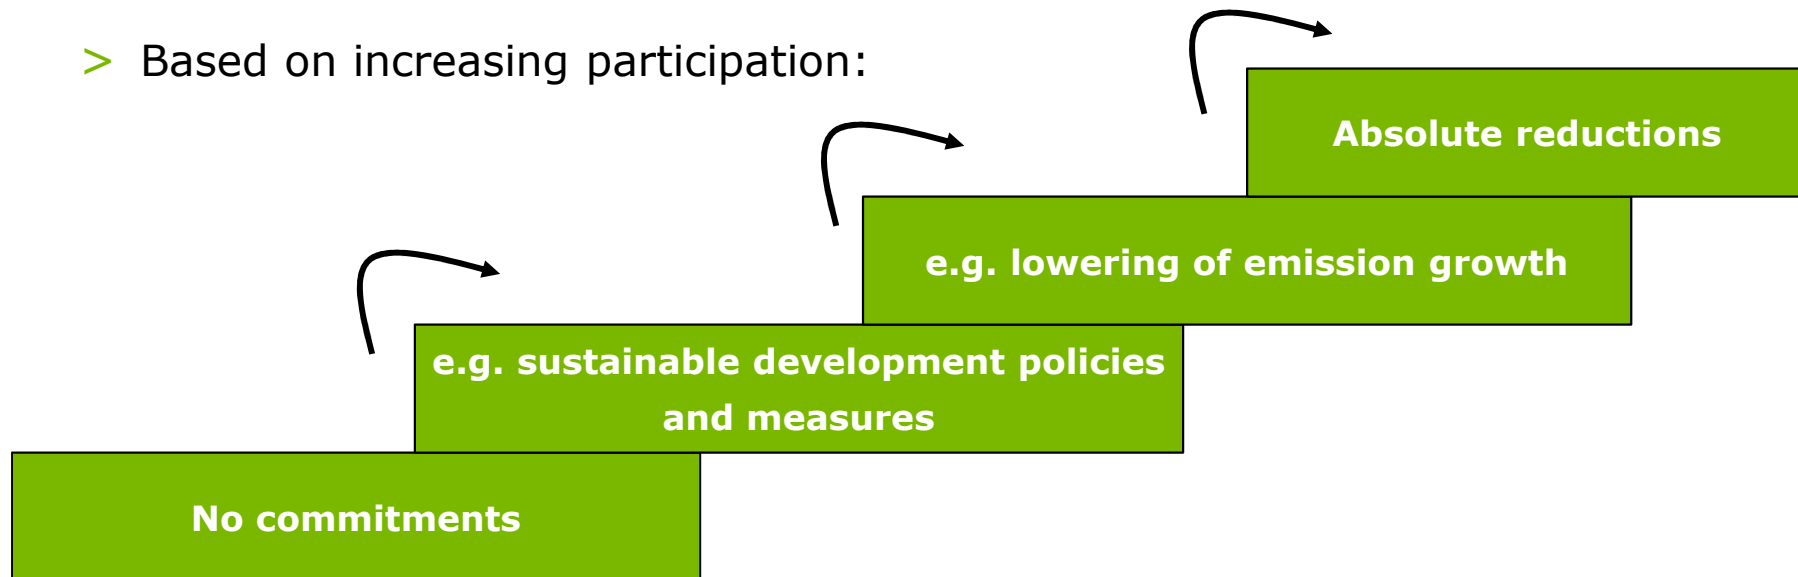 > Based on increasing participation:
Absolute reductions
e.g. lowering of emission growth
e.g. sustainable development policies
and measures
No commitments